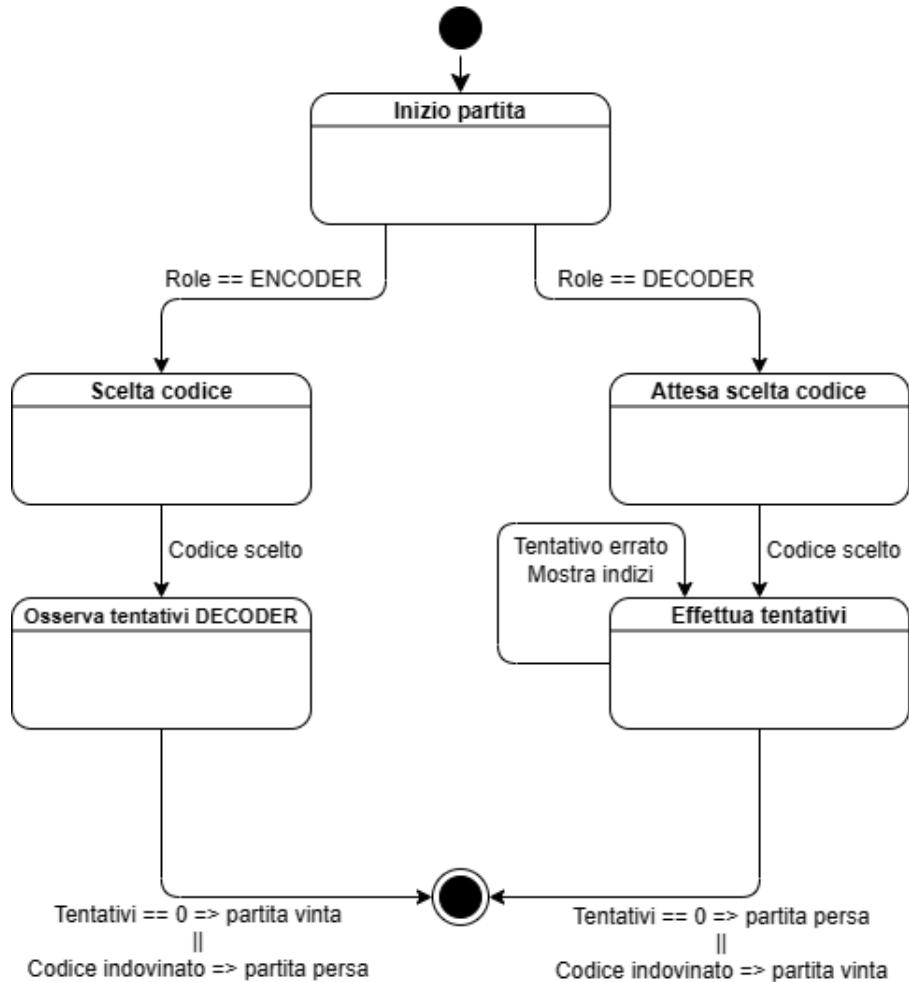 Inizio partita
Role == ENCODER
Role == DECODER
Scelta codice
Attesa scelta codice
Codice scelto
Tentativo errato
Mostra indizi
Codice scelto
Osserva tentativi DECODER
Effettua tentativi
Tentativi == 0 => partita vinta
||
Codice indovinato => partita persa
Tentativi == 0 => partita persa
||
Codice indovinato => partita vinta